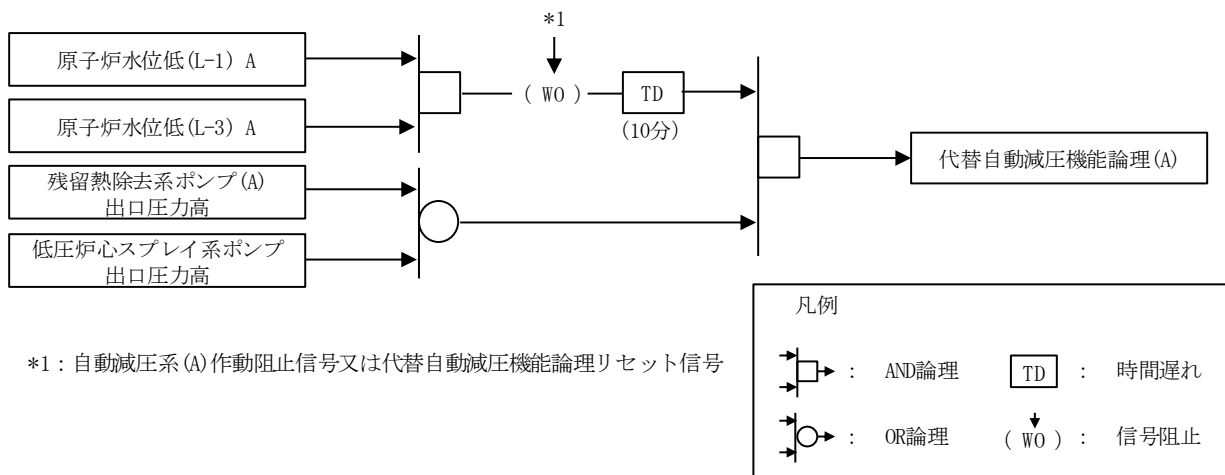 *1
原子炉水位低(L-1) A
( WO )
TD
(10分)
原子炉水位低(L-3) A
代替自動減圧機能論理(A)
残留熱除去系ポンプ(A)
出口圧力高
低圧炉心スプレイ系ポンプ
出口圧力高
*1：自動減圧系(A)作動阻止信号又は代替自動減圧機能論理リセット信号
凡例
： AND論理
TD ： 時間遅れ
： OR論理
( WO ) ： 信号阻止